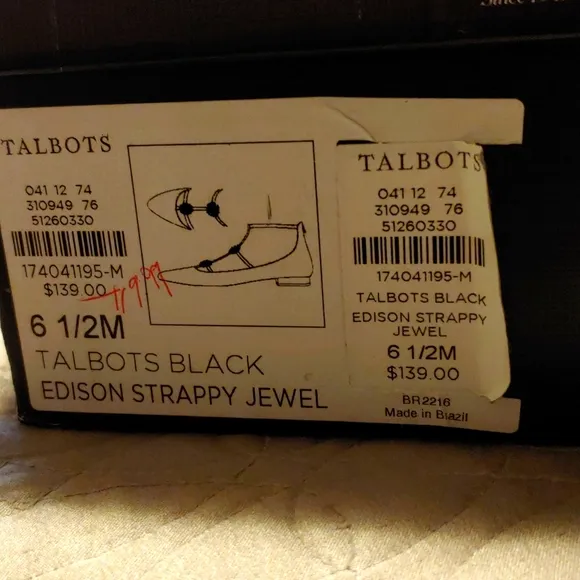 TALBOTS
041 12 74
310949 76
51260330
174041195-M
$139.00
6 1/2M
TALBOTS BLACK
EDISON STRAPPY JEWEL
TALBOTS
041 12 74
310949 76
51260330
174041195-M
TALBOTS BLACK
EDISON STRAPPY
JEWEL
6 1/2M
$139.00
BR2216
Made in Brazil